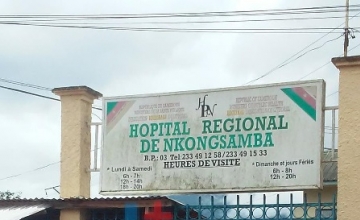 HRN
HOPITAL REGIONAL
DE NKONGSAMBA
B.P.: 03 Tel 233 49 12 58/233 49 15 33
HEURES DE VISITE
* Lundi à Samedi
6h - 7h
12h - 14h
18h - 20h
* Dimanche et jours Fériés
6h - 8h
12h - 20h